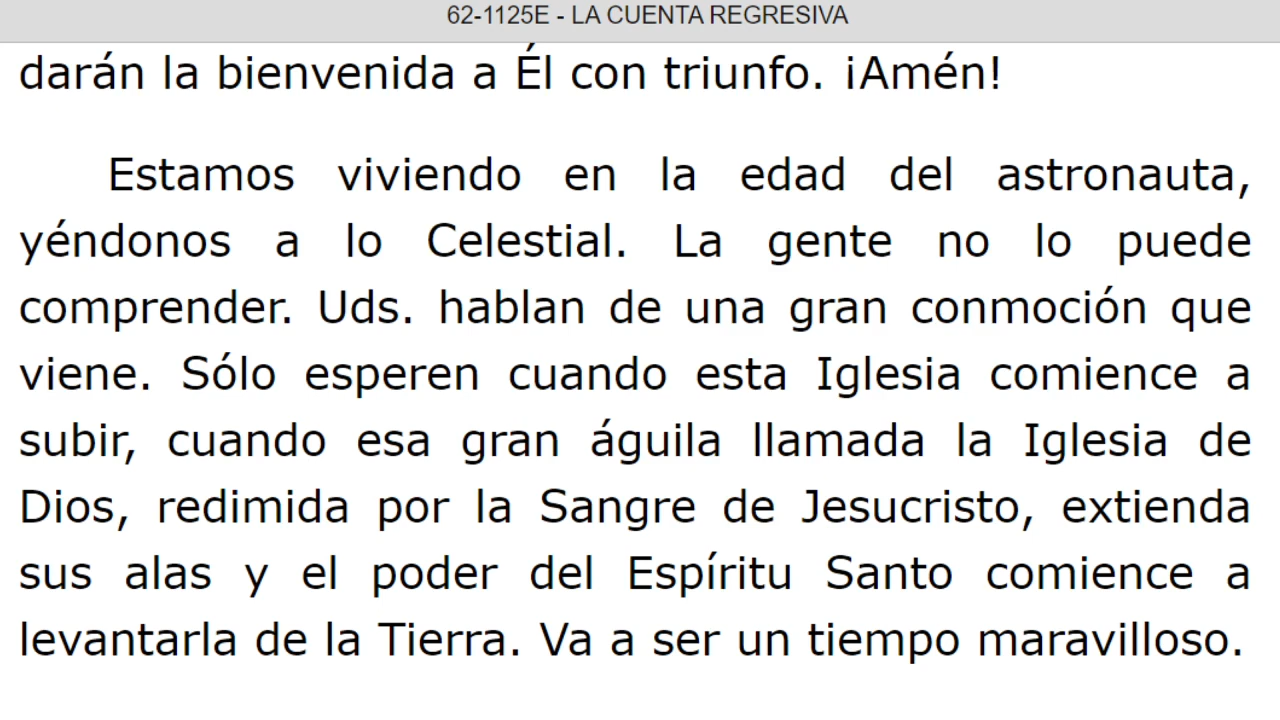 62-1125E - LA CUENTA REGRESIVA
darán la bienvenida a Él con triunfo. ¡Amén!
Estamos viviendo en la edad del astronauta,
yéndonos a lo Celestial. La gente no lo puede
comprender. Uds. hablan de una gran conmoción que
viene. Sólo esperen cuando esta Iglesia comience a
subir, cuando esa gran águila llamada la Iglesia de
Dios, redimida por la Sangre de Jesucristo, extienda
sus alas y el poder del Espíritu Santo comience a
levantarla de la Tierra. Va a ser un tiempo maravilloso.